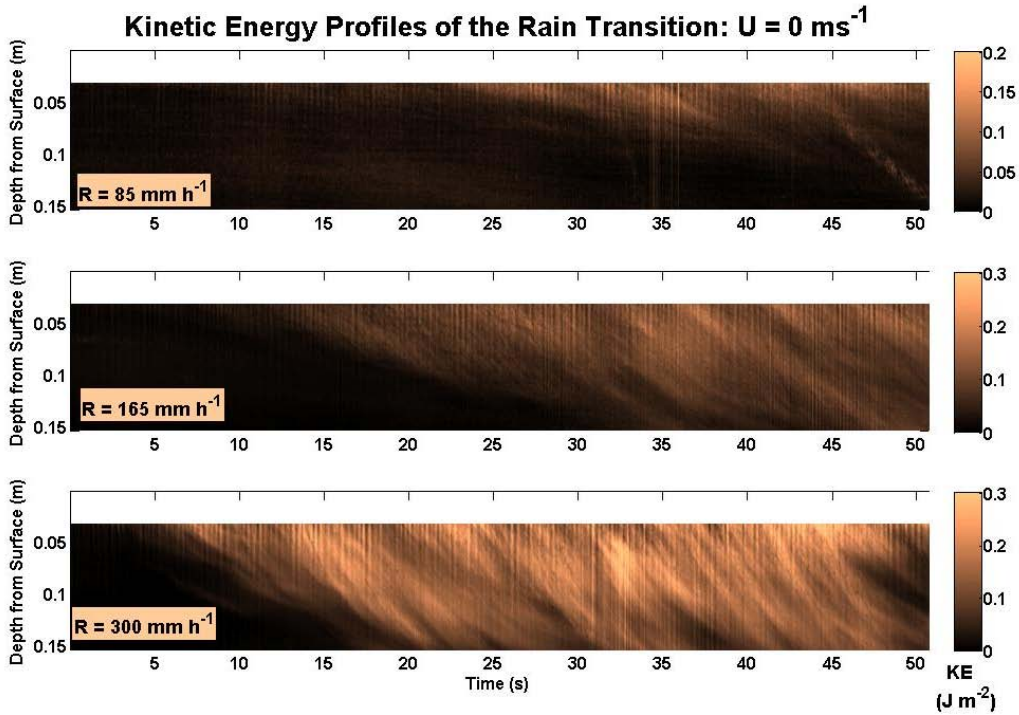 Kinetic Energy Profiles of the Rain Transition: U = 0 ms⁻¹
Depth from Surface (m)
0.05
0.1
0.15
R = 85 mm h⁻¹
5 10 15 20 25 30 35 40 45 50
0.2
0.15
0.1
0.05
0
Depth from Surface (m)
0.05
0.1
0.15
R = 165 mm h⁻¹
5 10 15 20 25 30 35 40 45 50
0.3
0.2
0.1
0
Depth from Surface (m)
0.05
0.1
0.15
R = 300 mm h⁻¹
5 10 15 20 25 30 35 40 45 50
Time (s)
0.3
0.2
0.1
0
KE
(J m⁻²)